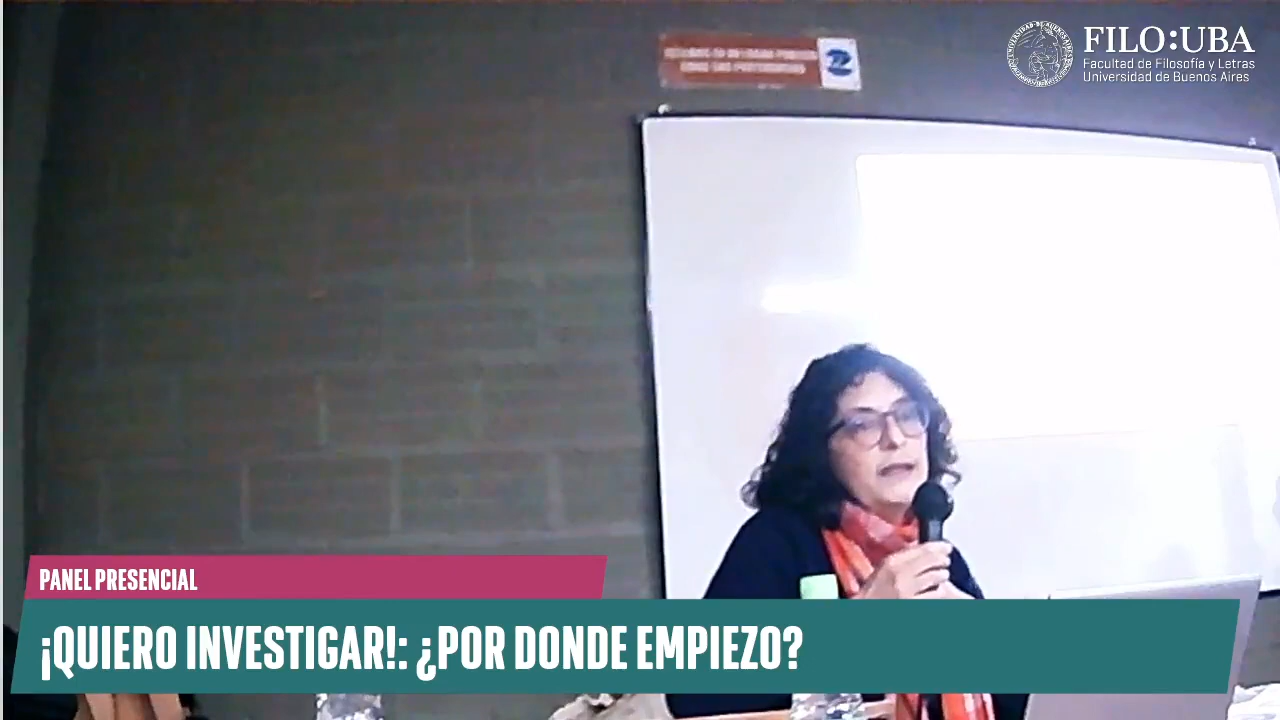 FILO:UBA
Facultad de Filosofía y Letras
Universidad de Buenos Aires
PANEL PRESENCIAL
¡QUIERO INVESTIGAR!: ¿POR DONDE EMPIEZO?